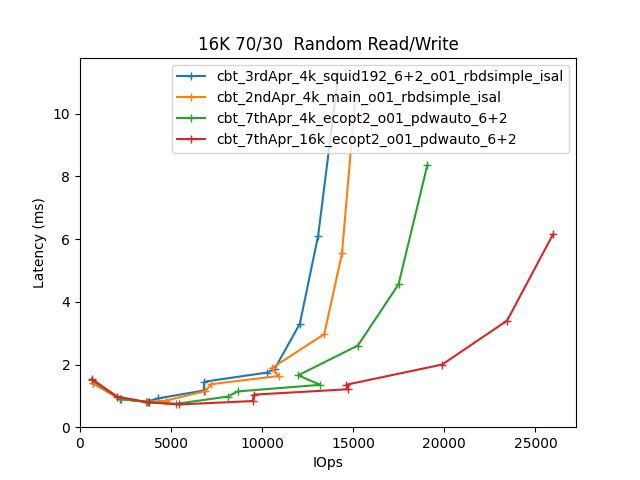 16K 70/30 Random Read/Write
cbt_3rdApr_4k_squid192_6+2_o01_rbdsimple_isal
cbt_2ndApr_4k_main_o01_rbdsimple_isal
cbt_7thApr_4k_ecopt2_o01_pdwauto_6+2
cbt_7thApr_16k_ecopt2_o01_pdwauto_6+2
Latency (ms)
10
8
6
4
2
0
0 5000 10000 15000 20000 25000
IOps